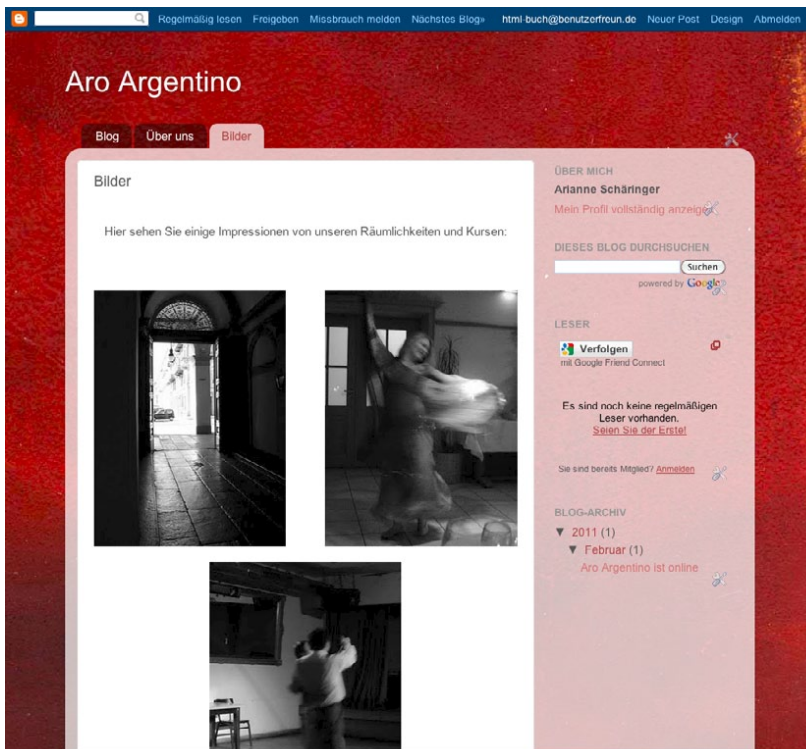 Regelmäßig lesen Freigeben Missbrauch melden Nächstes Blog» html-buch@benutzerfreun.de Neuer Post Design Abmelden
Aro Argentino
Blog Über uns Bilder
Bilder
Hier sehen Sie einige Impressionen von unseren Räumlichkeiten und Kursen:
ÜBER MICH
Arianne Schäringer
Mein Profil vollständig anzeigen
DIESES BLOG DURCHSUCHEN
Suchen
powered by Google
LESER
Verfolgen
mit Google Friend Connect
Es sind noch keine regelmäßigen
Leser vorhanden.
Seien Sie der Erste!
Sie sind bereits Mitglied? Anmelden
BLOG-ARCHIV
▼ 2011 (1)
▼ Februar (1)
Aro Argentino ist online